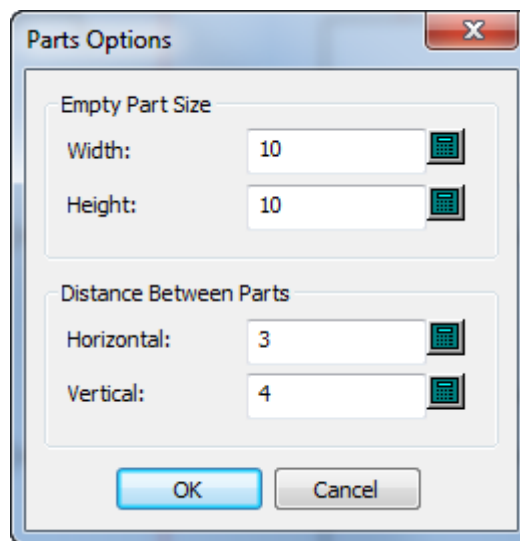 Parts Options
Empty Part Size
Width: 10
Height: 10
Distance Between Parts
Horizontal: 3
Vertical: 4
OK Cancel